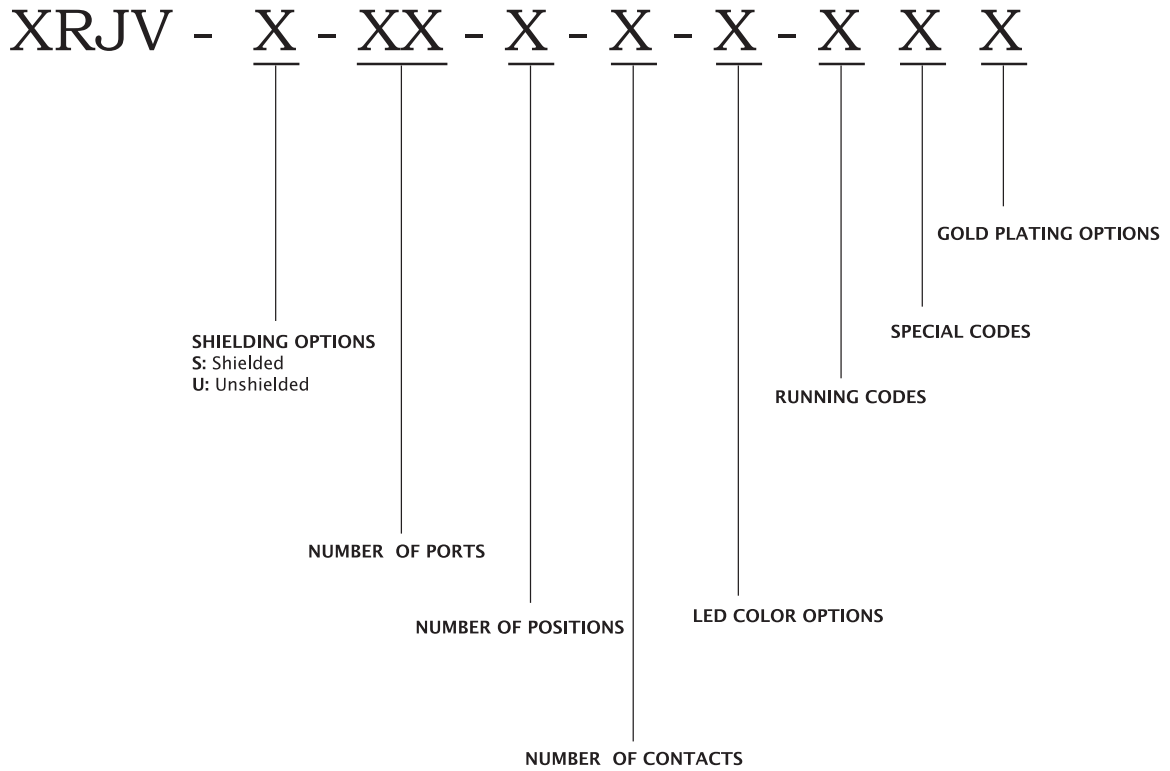 XRJV - X - XX - X - X - X - X X X
GOLD PLATING OPTIONS
SPECIAL CODES
SHIELDING OPTIONS
S: Shielded
U: Unshielded
RUNNING CODES
NUMBER OF PORTS
LED COLOR OPTIONS
NUMBER OF POSITIONS
NUMBER OF CONTACTS